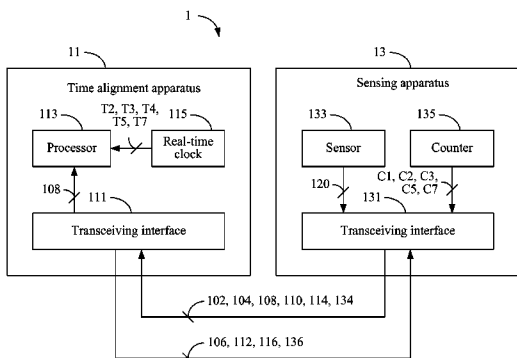 1
11
13
Time alignment apparatus
Sensing apparatus
113
T2, T3, T4,
T5, T7
115
133
135
Processor
Real-time
clock
Sensor
Counter
108
111
120
C1, C2, C3,
C5, C7
131
Transceiving interface
Transceiving interface
102, 104, 108, 110, 114, 134
106, 112, 116, 136